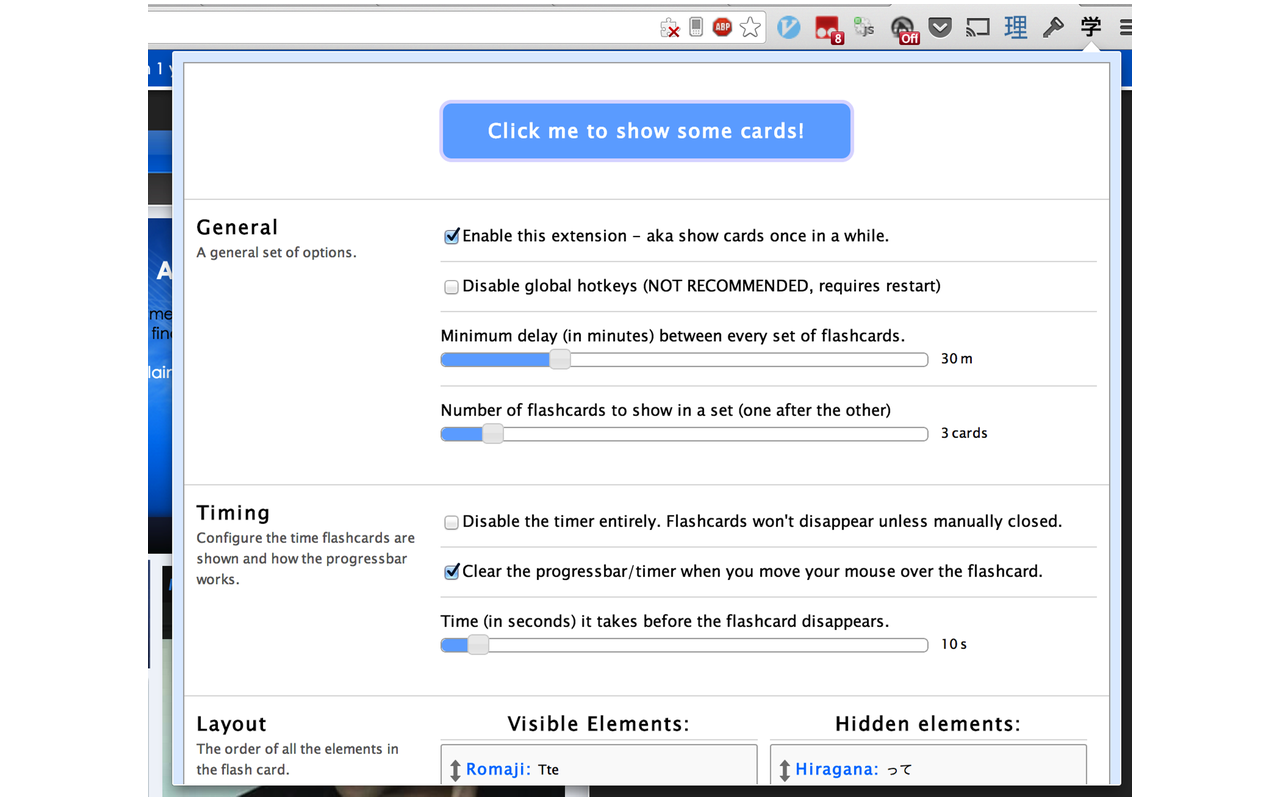 ABP
8
js
Off
理
学
n 1 y
Click me to show some cards!
General
A general set of options.
Enable this extension – aka show cards once in a while.
Disable global hotkeys (NOT RECOMMENDED, requires restart)
Minimum delay (in minutes) between every set of flashcards.
30 m
Number of flashcards to show in a set (one after the other)
3 cards
A
me
fin
lair
Timing
Configure the time flashcards are
shown and how the progressbar
works.
Disable the timer entirely. Flashcards won't disappear unless manually closed.
Clear the progressbar/timer when you move your mouse over the flashcard.
Time (in seconds) it takes before the flashcard disappears.
10 s
Layout
The order of all the elements in
the flash card.
Visible Elements:
Romaji: Tte
Hidden elements:
Hiragana: って